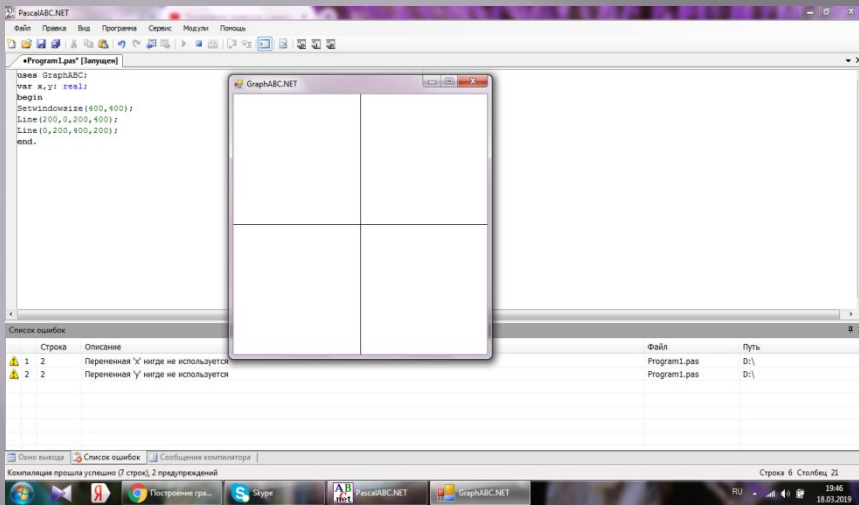 PascalABC.NET
Файл Правка Вид Программа Сервис Модули Помощь
•Program1.pas* [Запущен]
uses GraphABC;
var x,y: real;
begin
Setwindowsize(400,400);
Line(200,0,200,400);
Line(0,200,400,200);
end.
GraphABC.NET
Список ошибок
Строка Описание Файл Путь
1 2 Переменная 'x' нигде не используется Program1.pas D:\
2 2 Переменная 'y' нигде не используется Program1.pas D:\
Окно вывода Список ошибок Сообщения компилятора
Компиляция прошла успешно (7 строк), 2 предупреждений Строка 6 Столбец 21
Я Построение гра... Skype PascalABC.NET GraphABC.NET RU 19:46
18.03.2019